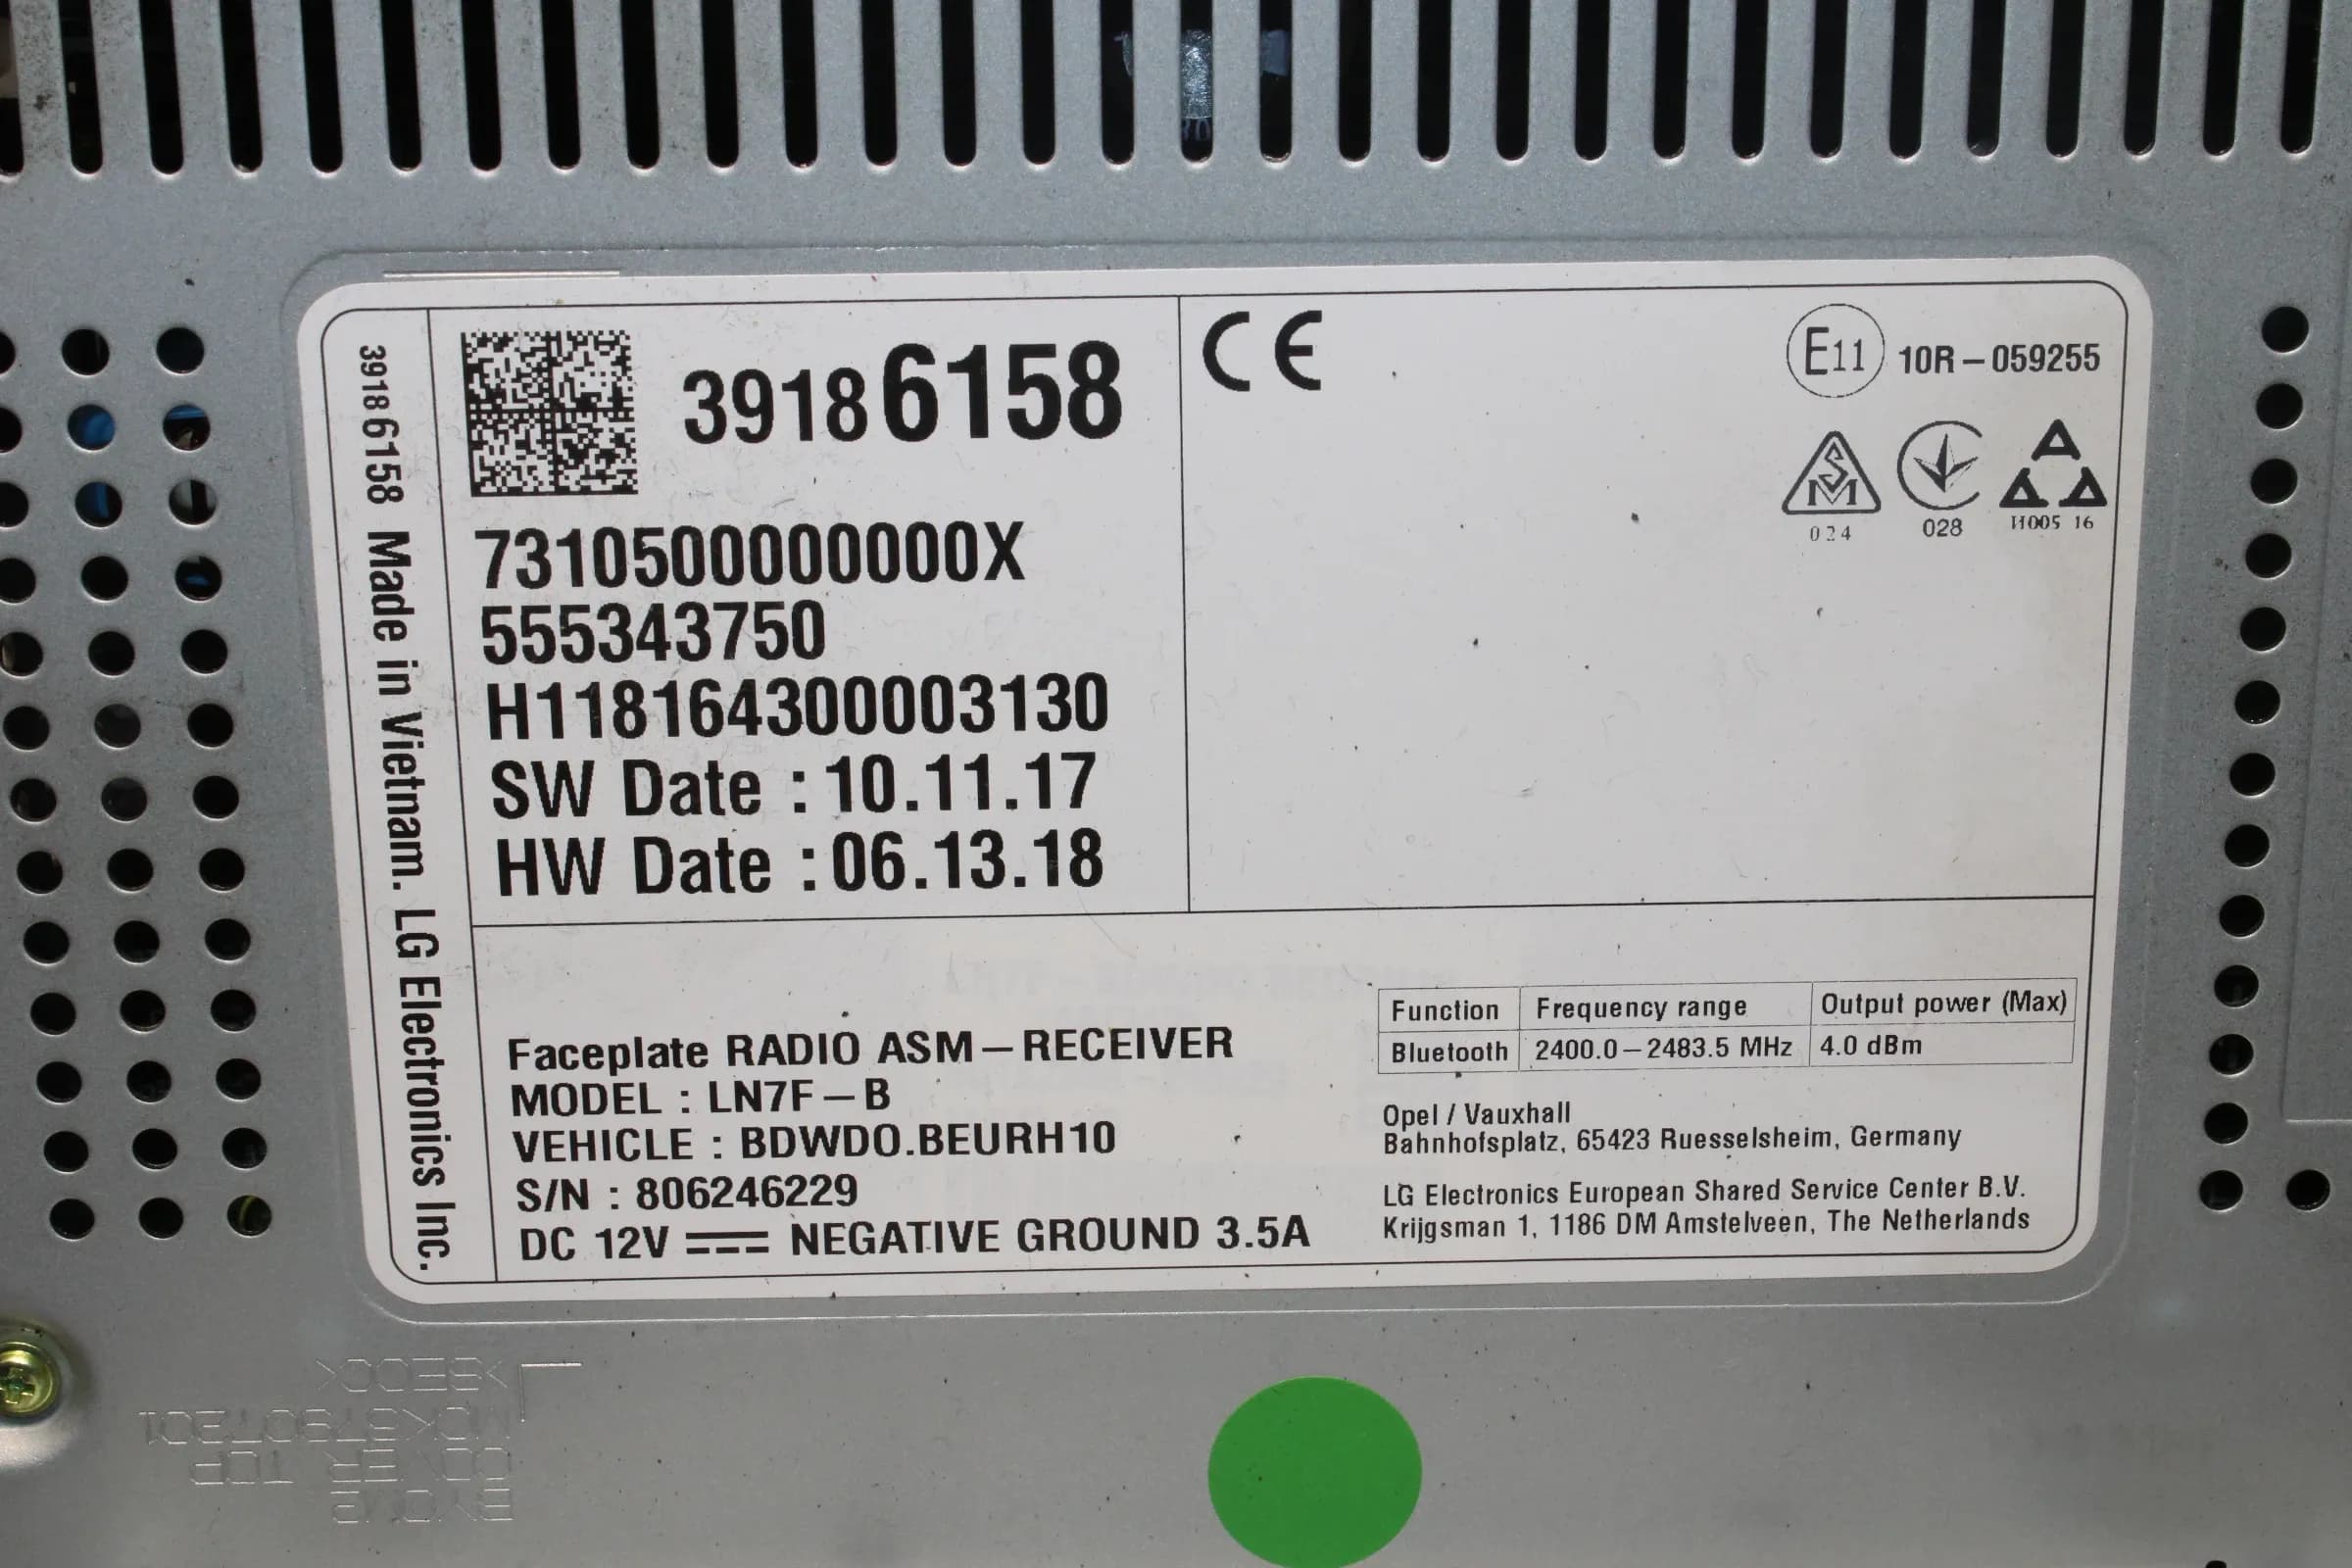 39186158 Made in Vietnam. LG Electronics Inc.
39186158
7310500000000X
555343750
H118164300003130
SW Date : 10.11.17
HW Date : 06.13.18
CE
E11 10R-059255
SM
024
028
H005 16
Faceplate RADIO ASM-RECEIVER
MODEL : LN7F-B
VEHICLE : BDWDO.BEURH10
S/N : 806246229
DC 12V NEGATIVE GROUND 3.5A
Function Frequency range Output power (Max)
Bluetooth 2400.0-2483.5 MHz 4.0 dBm
Opel / Vauxhall
Bahnhofsplatz, 65423 Ruesselsheim, Germany
LG Electronics European Shared Service Center B.V.
Krijgsman 1, 1186 DM Amstelveen, The Netherlands
COVER TOP